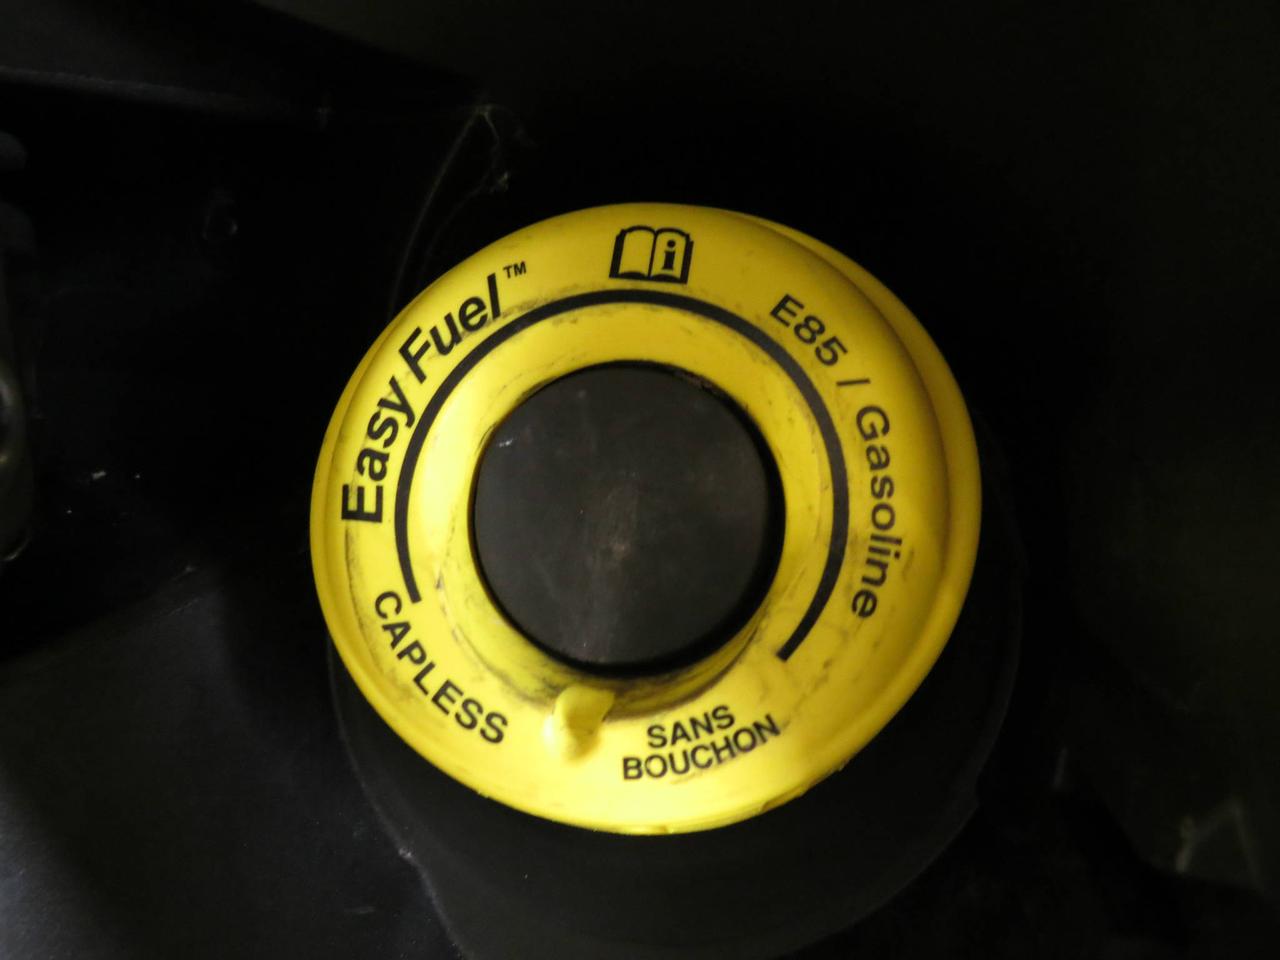 Easy Fuel™
i
E85 / Gasoline
CAPLESS
SANS
BOUCHON